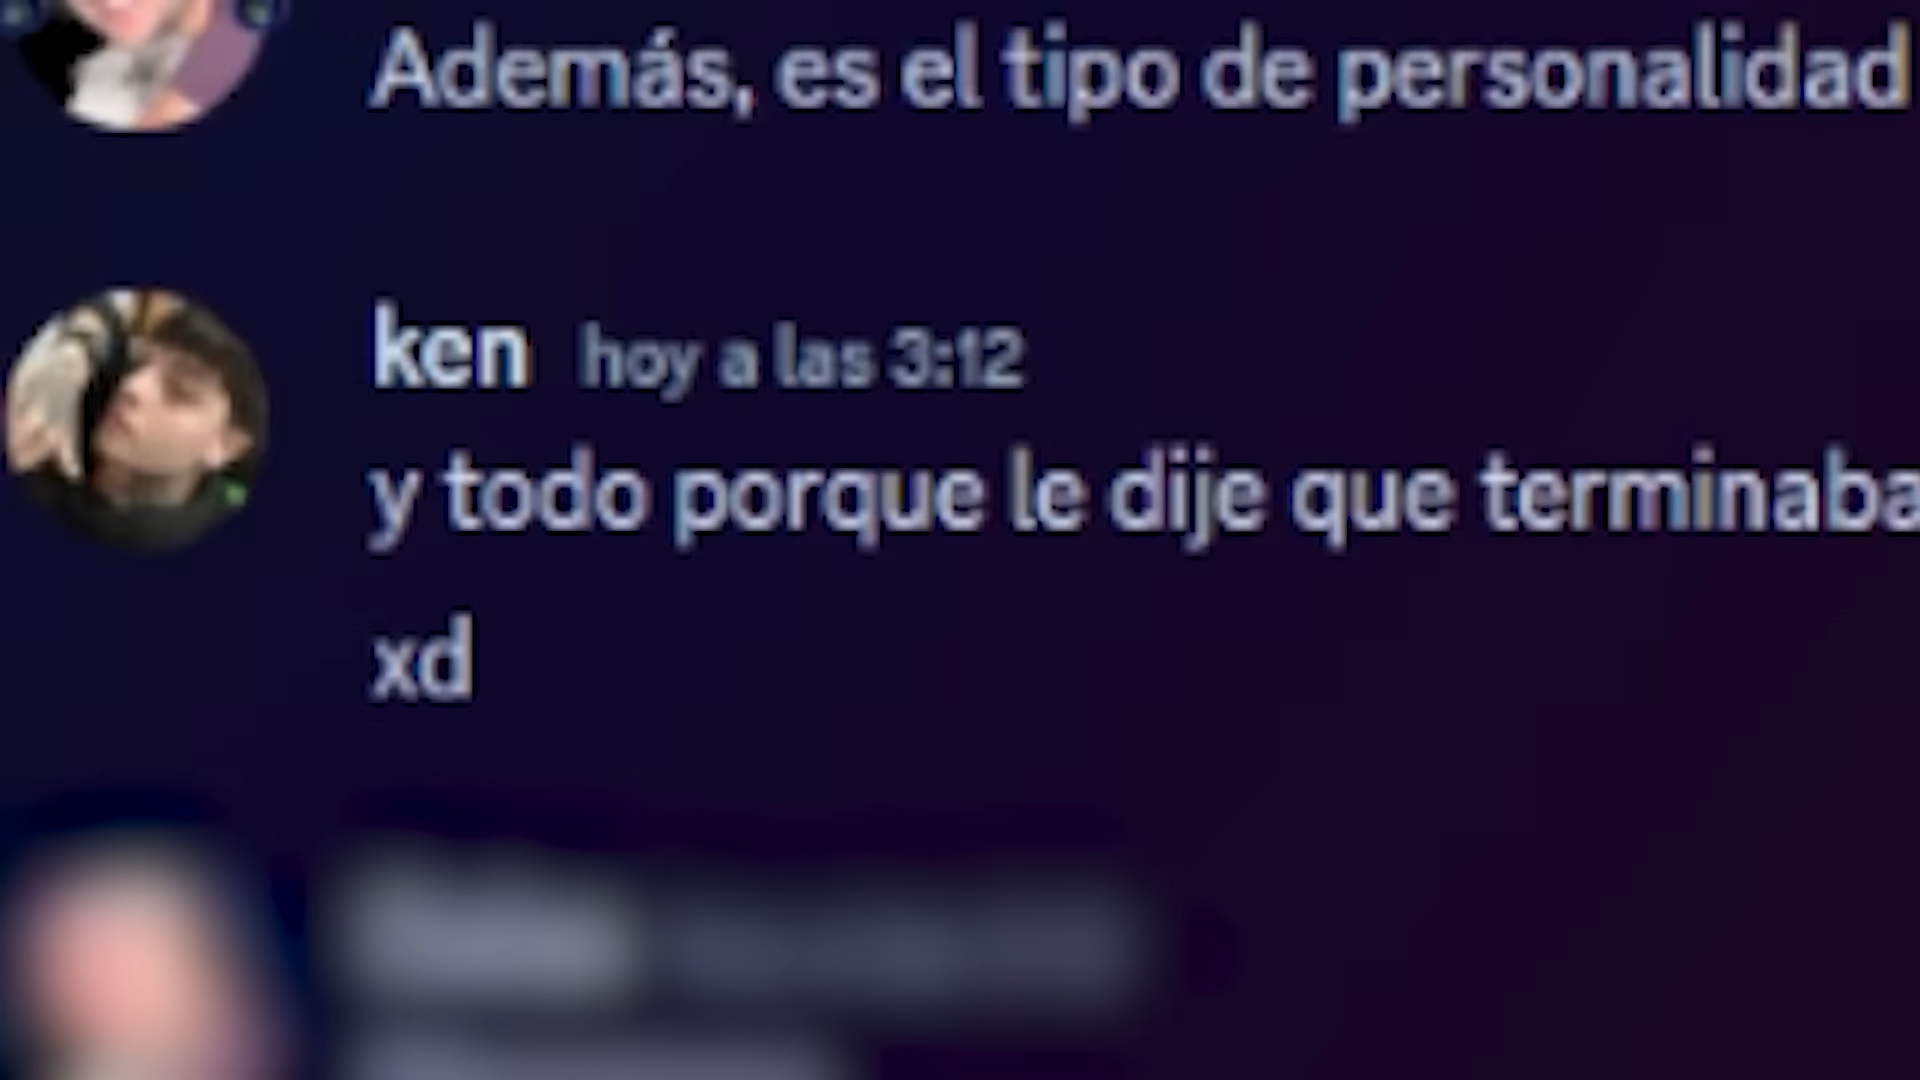 Además, es el tipo de personalidad
ken hoy a las 3:12
y todo porque le dije que terminaba
xd